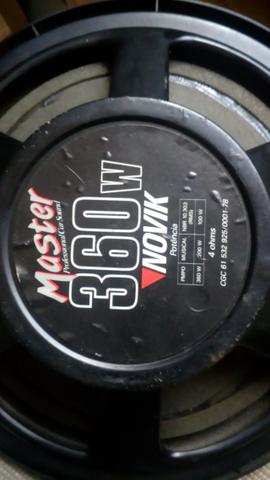 Master
Professional Car Sound
360W
NOVIK
Potência
PMPO MUSICAL NBR 10.303 (RMS)
360 W 200 W 100 W
4 ohms
CGC 61 532 925/0001-78